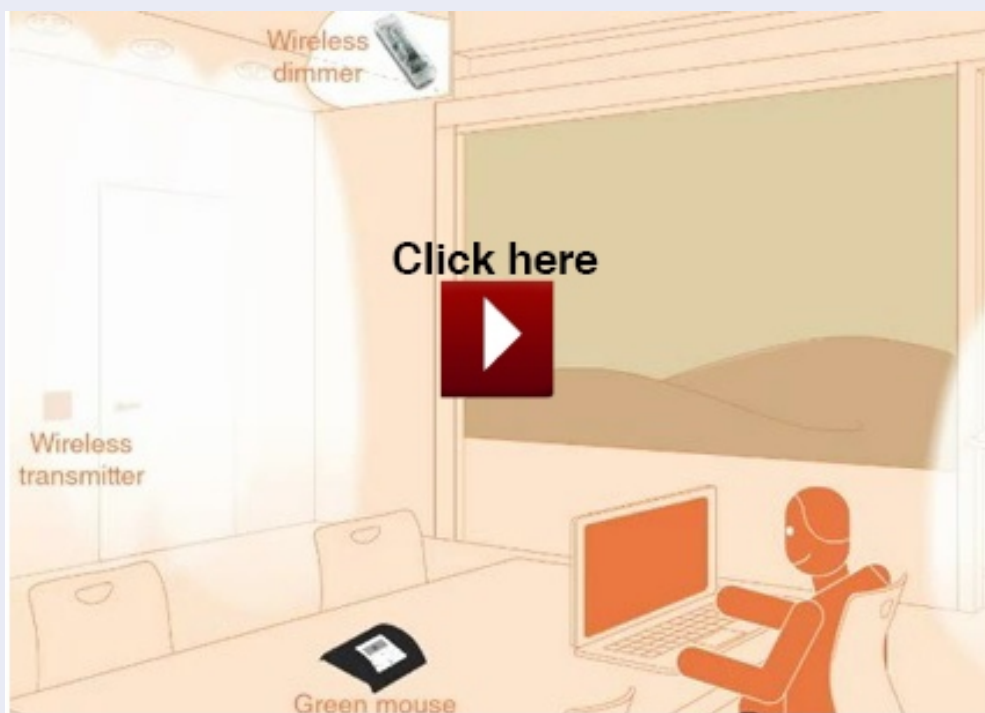 Wireless
dimmer
Click here
Wireless
transmitter
Green mouse